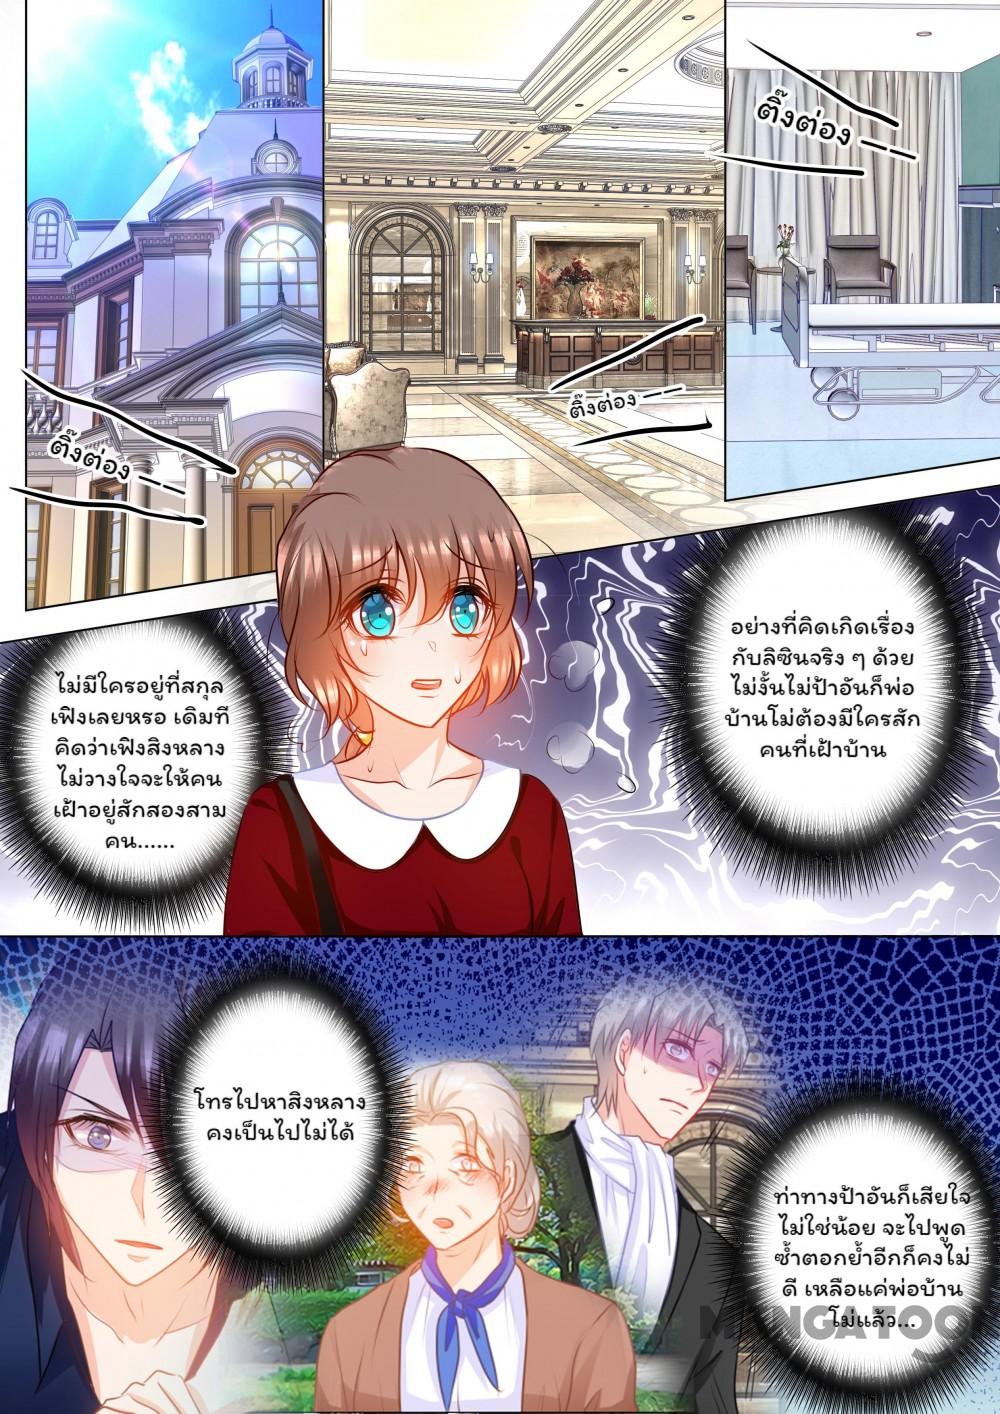 ติ๊งต่อง ———
ติ๊งต่อง ——
ติ๊งต่อง ———
อย่างที่คิดเกิดเรื่อง
กับลิซินจริง ๆ ด้วย
ไม่งั้นไม่ป้าอันก็พ่อ
บ้านโม่ต้องมีใครสัก
คนที่เฝ้าบ้าน
ไม่มีใครอยู่ที่สกุล
เฟิงเลยหรอ เดิมที
คิดว่าเฟิงสิงหลาง
ไม่วางใจจะให้คน
เฝ้าอยู่สักสองสาม
คน......
โทรไปหาสิงหลาง
คงเป็นไปไม่ได้
ท่าทางป้าอันก็เสียใจ
ไม่ใช่น้อย จะไปพูด
ซ้ำตอกย้ำอีกก็คงไม่
ดี เหลือแค่พ่อบ้าน
โม่แล้ว...
MANGATOON